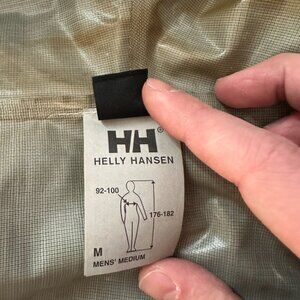 HH®
HELLY HANSEN
92-100
176-182
M
MENS' MEDIUM